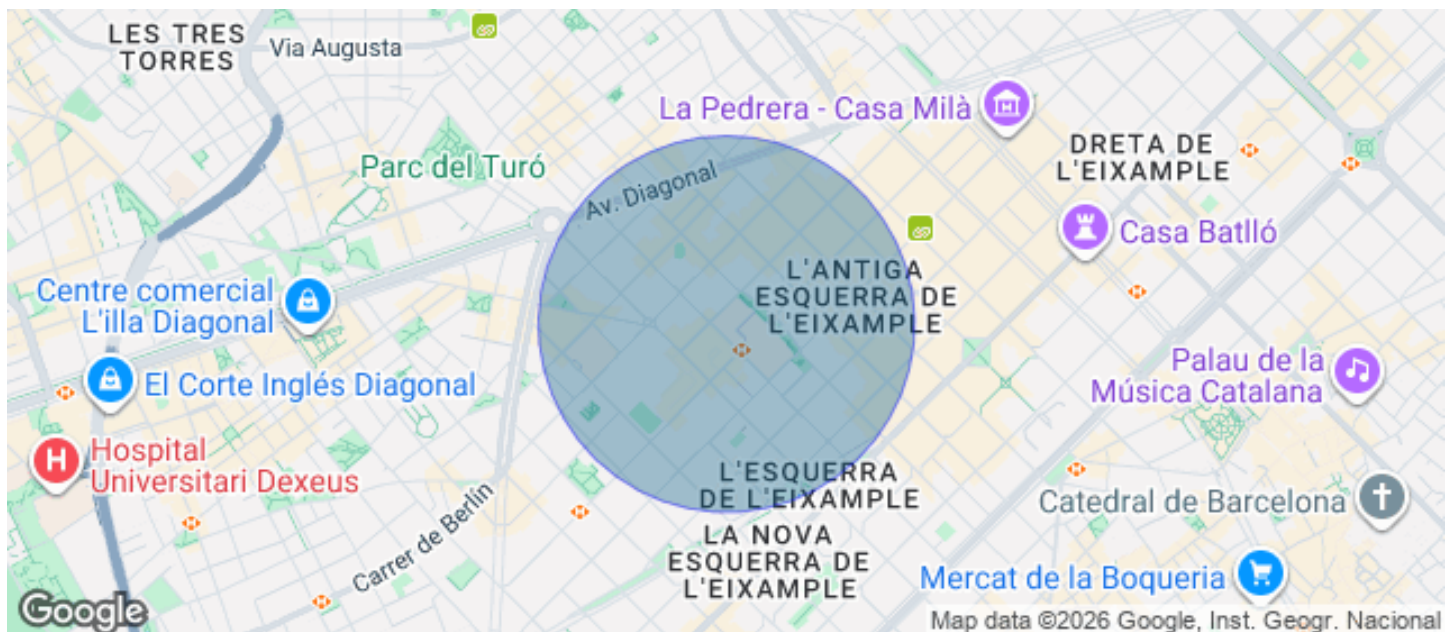 LES TRES
TORRES
Via Augusta
La Pedrera - Casa Milà
DRETA DE
L'EIXAMPLE
Parc del Turó
Av. Diagonal
Casa Batlló
L'ANTIGA
ESQUERRA DE
L'EIXAMPLE
Centre comercial
L'illa Diagonal
El Corte Inglés Diagonal
Palau de la
Música Catalana
H
Hospital
Universitari Dexeus
L'ESQUERRA
DE L'EIXAMPLE
Catedral de Barcelona
Carrer de Berlín
LA NOVA
ESQUERRA DE
L'EIXAMPLE
Mercat de la Boqueria
Google
Map data ©2026 Google, Inst. Geogr. Nacional